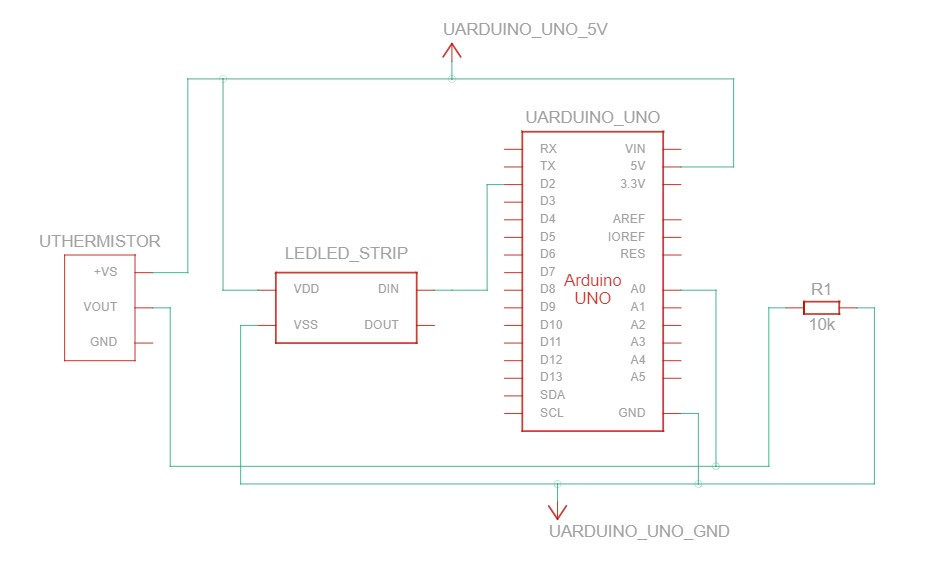 UARDUINO_UNO_5V
UARDUINO_UNO
RX VIN
TX 5V
D2 3.3V
D3
D4 AREF
D5 IOREF
D6 RES
D7
D8 A0
D9 A1
D10 A2
D11 A3
D12 A4
D13 A5
SDA
SCL GND
Arduino
UNO
UTHERMISTOR
+VS
VOUT
GND
LEDLED_STRIP
VDD DIN
VSS DOUT
R1
10k
UARDUINO_UNO_GND